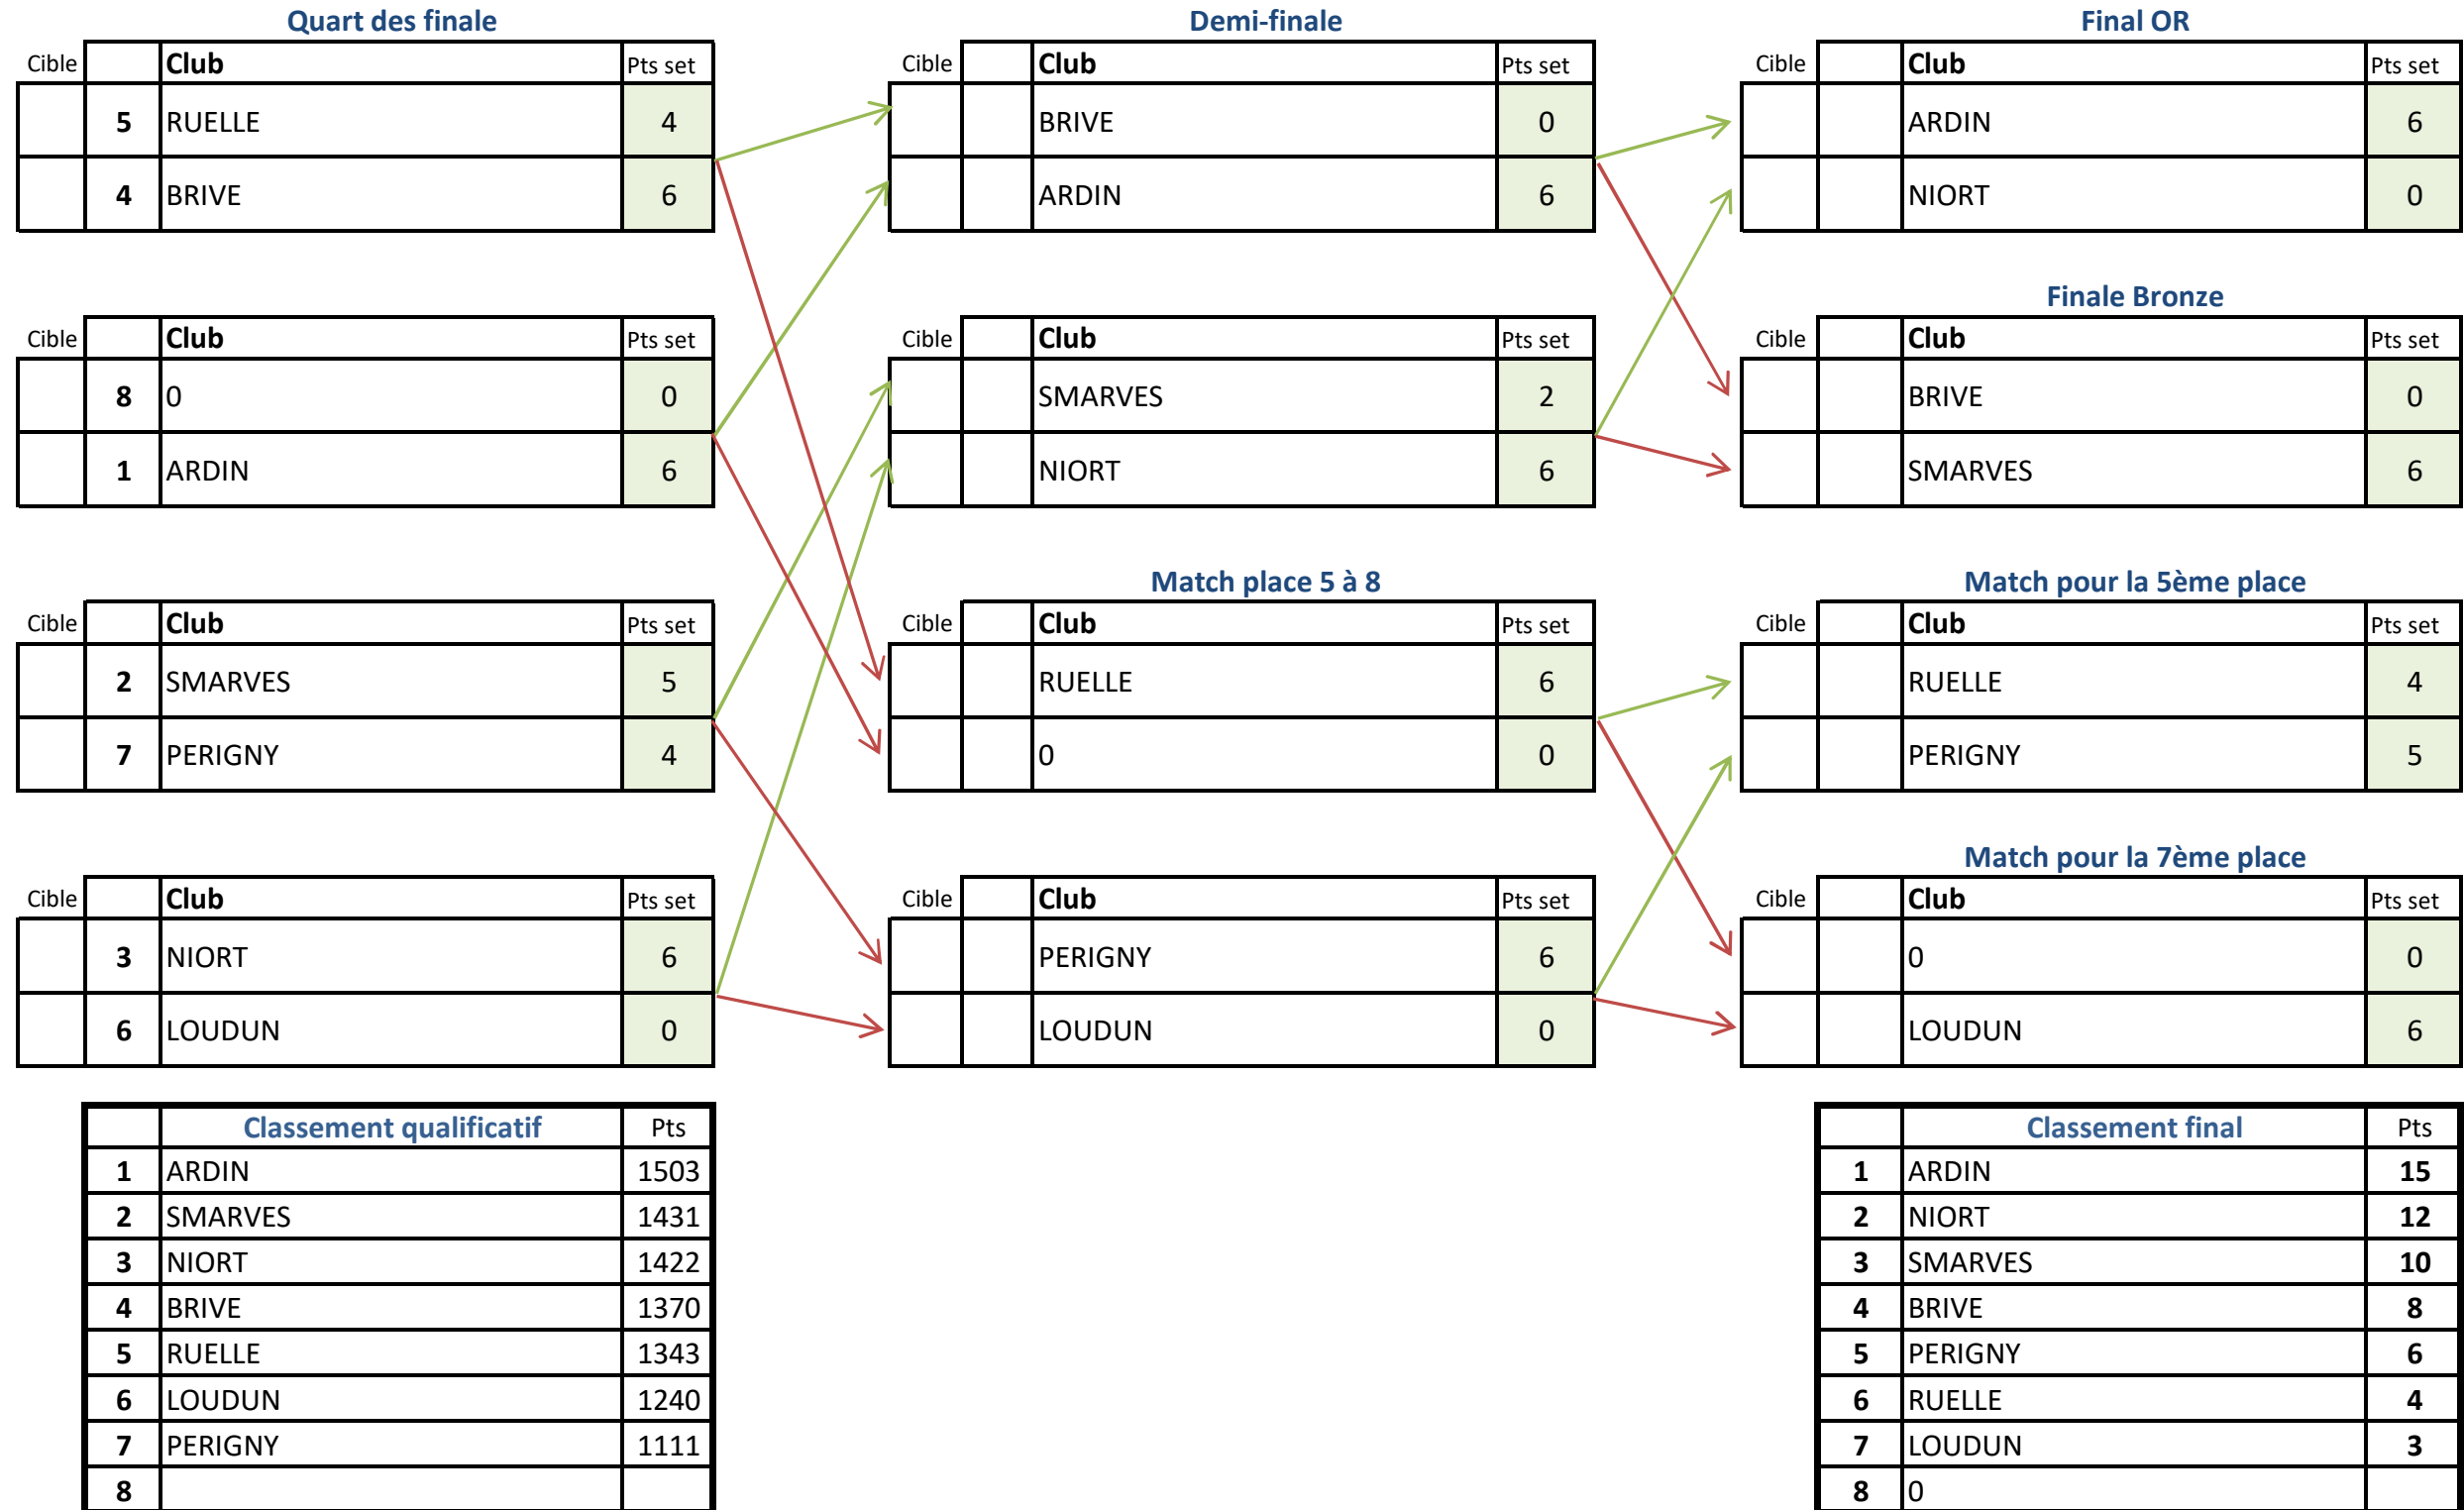 Quart des finale Demi-finale Final OR
Cible Club Pts set Cible Club Pts set Cible Club Pts set
5 RUELLE 4 BRIVE 0 ARDIN 6
4 BRIVE 6 ARDIN 6 NIORT 0
Finale Bronze
Cible Club Pts set Cible Club Pts set Cible Club Pts set
8 0 0 SMARVES 2 BRIVE 0
1 ARDIN 6 NIORT 6 SMARVES 6
Match place 5 à 8 Match pour la 5ème place
Cible Club Pts set Cible Club Pts set Cible Club Pts set
2 SMARVES 5 RUELLE 6 RUELLE 4
7 PERIGNY 4 0 0 PERIGNY 5
Match pour la 7ème place
Cible Club Pts set Cible Club Pts set Cible Club Pts set
3 NIORT 6 PERIGNY 6 0 0
6 LOUDUN 0 LOUDUN 0 LOUDUN 6
Classement qualificatif Pts Classement final Pts
1 ARDIN 1503 1 ARDIN 15
2 SMARVES 1431 2 NIORT 12
3 NIORT 1422 3 SMARVES 10
4 BRIVE 1370 4 BRIVE 8
5 RUELLE 1343 5 PERIGNY 6
6 LOUDUN 1240 6 RUELLE 4
7 PERIGNY 1111 7 LOUDUN 3
8 8 0